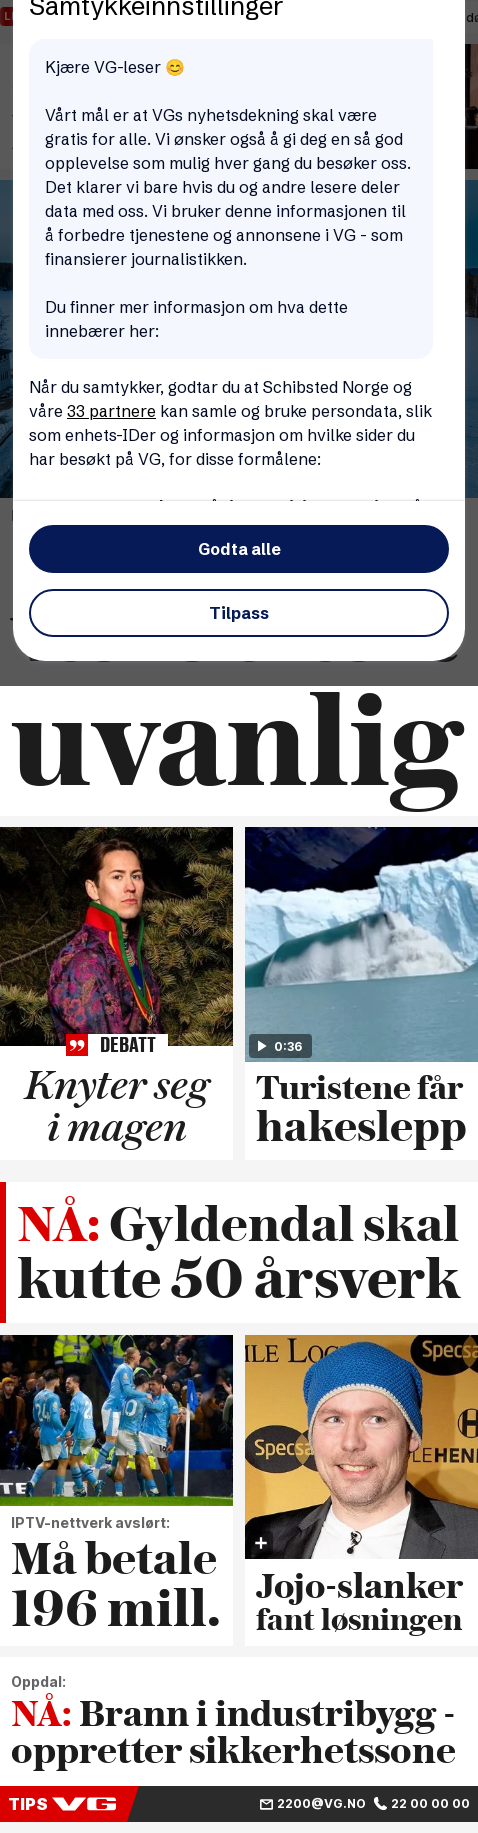 Samtykkeinnstillinger
Kjære VG-leser 😊
Vårt mål er at VGs nyhetsdekning skal være
gratis for alle. Vi ønsker også å gi deg en så god
opplevelse som mulig hver gang du besøker oss.
Det klarer vi bare hvis du og andre lesere deler
data med oss. Vi bruker denne informasjonen til
å forbedre tjenestene og annonsene i VG - som
finansierer journalistikken.
Du finner mer informasjon om hva dette
innebærer her:
Når du samtykker, godtar du at Schibsted Norge og
våre 33 partnere kan samle og bruke persondata, slik
som enhets-IDer og informasjon om hvilke sider du
har besøkt på VG, for disse formålene:
Godta alle
Tilpass
uvanlig
DEBATT
Knyter seg
i magen
0:36
Turistene får
hakeslepp
NÅ: Gyldendal skal
kutte 50 årsverk
IPTV-nettverk avslørt:
Må betale
196 mill.
Jojo-slanker
fant løsningen
Oppdal:
NÅ: Brann i industribygg -
oppretter sikkerhetssone
TIPS VG
2200@VG.NO
22 00 00 00